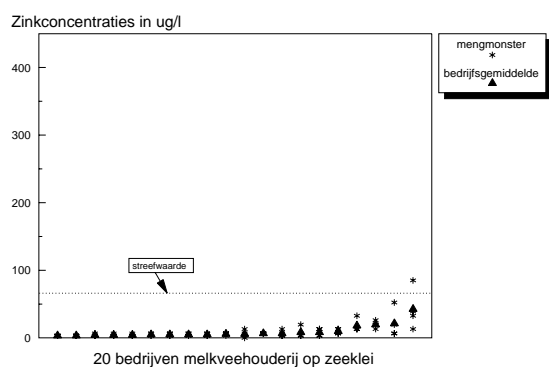 Zinkconcentraties in ug/l
mengmonster
bedrijfsgemiddelde
400
300
200
100
0
streefwaarde
20 bedrijven melkveehouderij op zeeklei